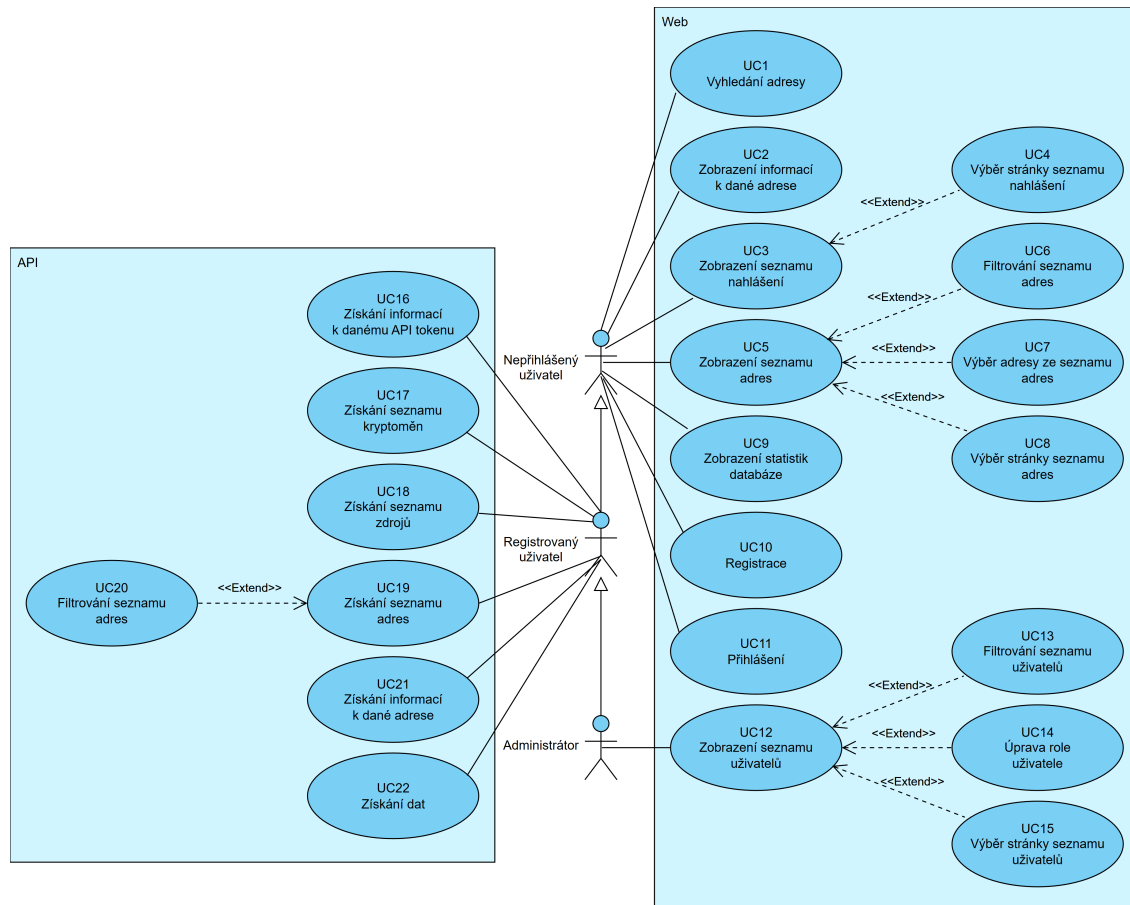 API
UC16
Získání informací
k danému API tokenu
UC17
Získání seznamu
kryptoměn
UC18
Získání seznamu
zdrojů
UC20
Filtrování seznamu
adres
<<Extend>>
UC19
Získání seznamu
adres
UC21
Získání informací
k dané adrese
UC22
Získání dat
Nepřihlášený
uživatel
Registrovaný
uživatel
Administrátor
Web
UC1
Vyhledání adresy
UC2
Zobrazení informací
k dané adrese
UC3
Zobrazení seznamu
nahlášení
<<Extend>>
UC4
Výběr stránky seznamu
nahlášení
UC5
Zobrazení seznamu
adres
<<Extend>>
UC6
Filtrování seznamu
adres
<<Extend>>
UC7
Výběr adresy ze seznamu
adres
<<Extend>>
UC8
Výběr stránky seznamu
adres
UC9
Zobrazení statistik
databáze
UC10
Registrace
UC11
Přihlášení
UC12
Zobrazení seznamu
uživatelů
<<Extend>>
UC13
Filtrování seznamu
uživatelů
<<Extend>>
UC14
Úprava role
uživatele
<<Extend>>
UC15
Výběr stránky seznamu
uživatelů